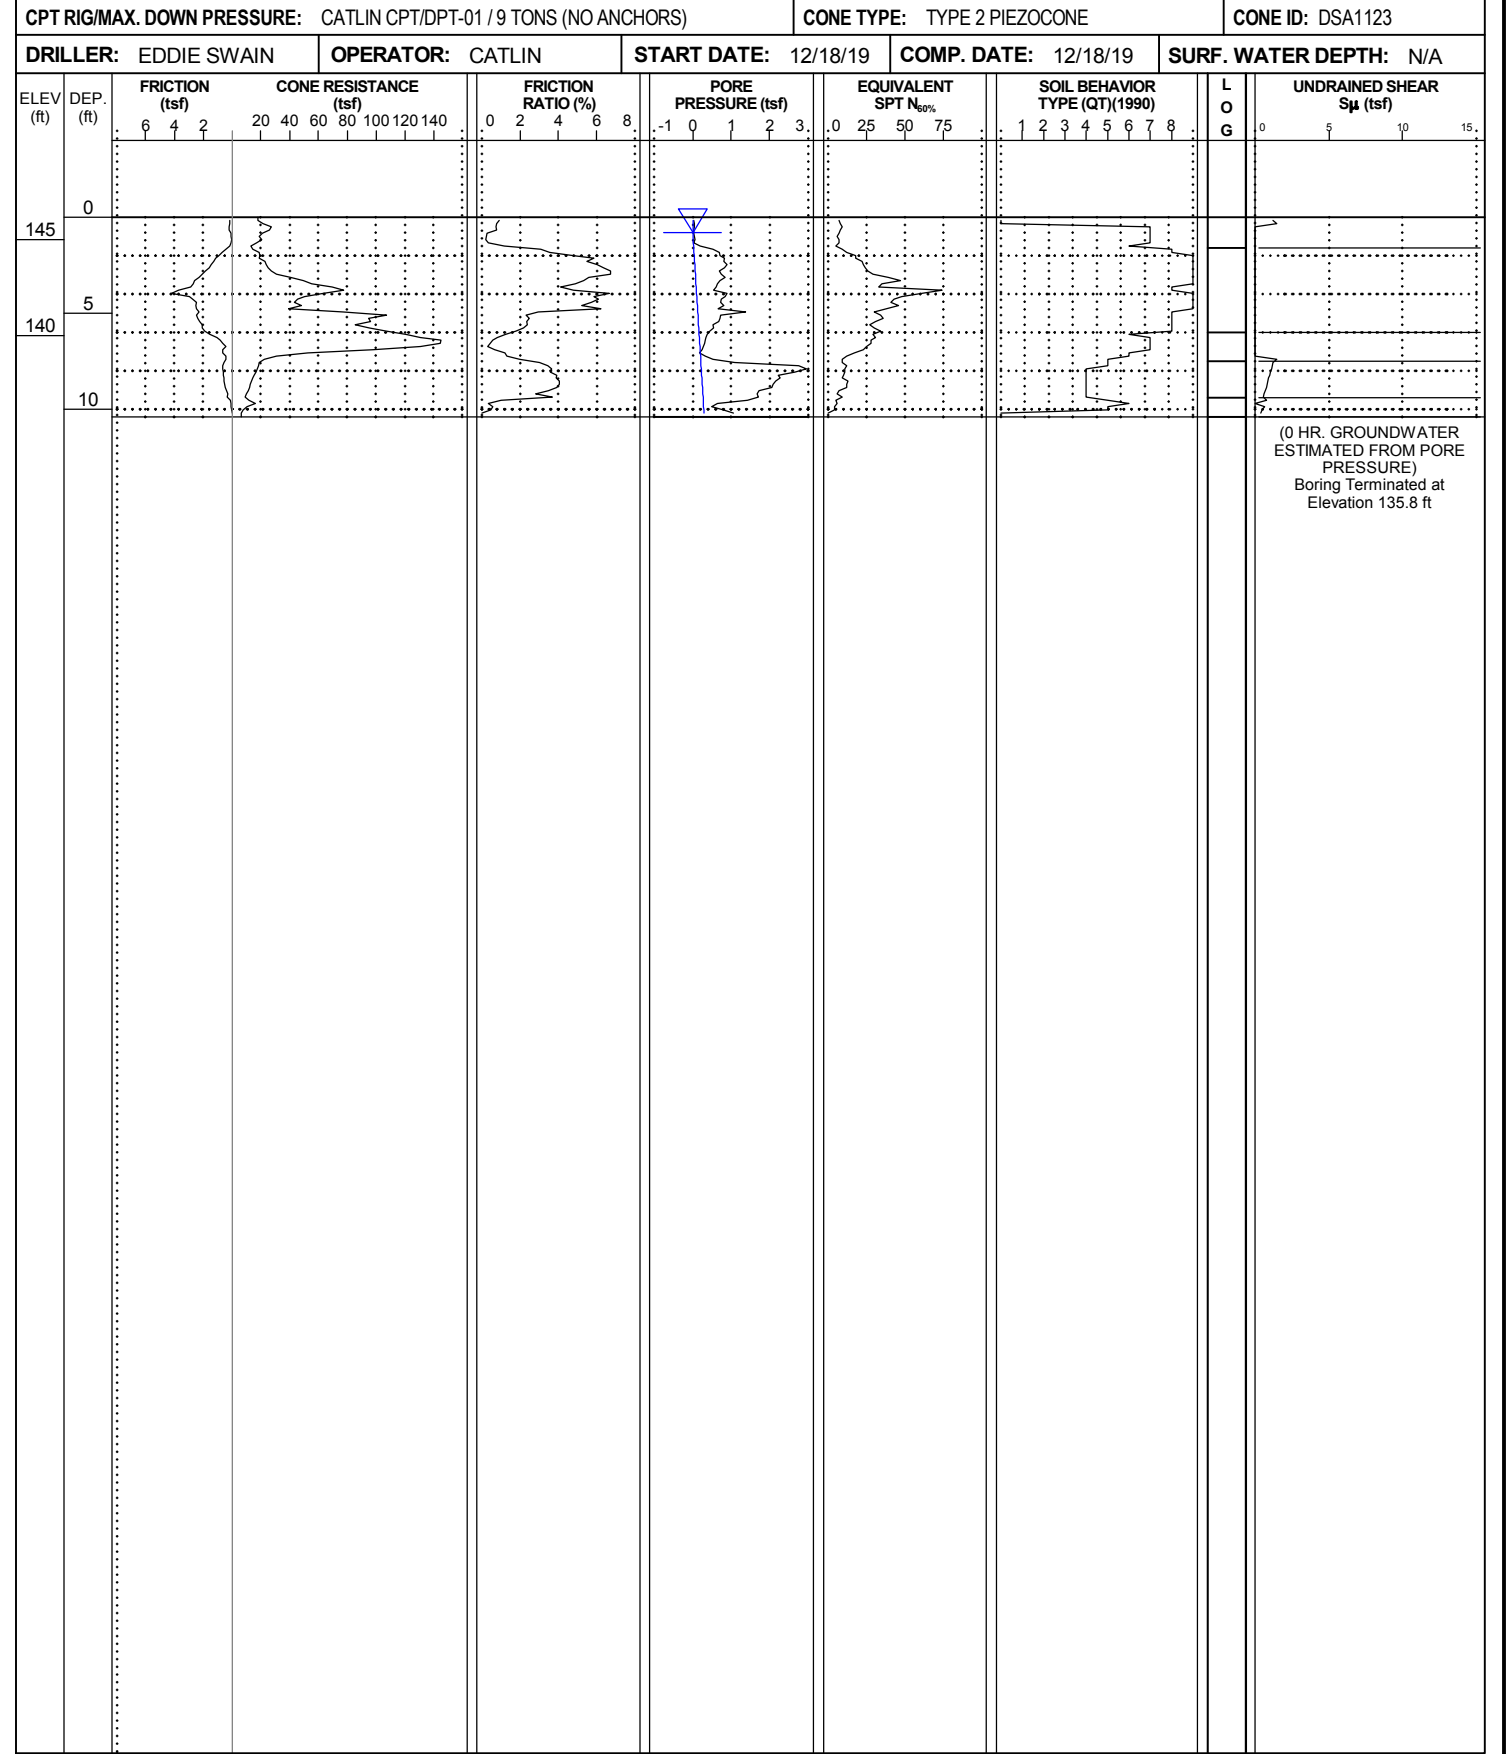 CPT RIG/MAX. DOWN PRESSURE: CATLIN CPT/DPT-01 / 9 TONS (NO ANCHORS) CONE TYPE: TYPE 2 PIEZOCONE CONE ID: DSA1123
DRILLER: EDDIE SWAIN OPERATOR: CATLIN START DATE: 12/18/19 COMP. DATE: 12/18/19 SURF. WATER DEPTH: N/A
ELEV (ft)
DEP. (ft)
FRICTION (tsf)
6 4 2
CONE RESISTANCE (tsf)
20 40 60 80 100 120 140
FRICTION RATIO (%)
0 2 4 6 8
PORE PRESSURE (tsf)
-1 0 1 2 3
EQUIVALENT SPT N60%
0 25 50 75
SOIL BEHAVIOR TYPE (QT)(1990)
1 2 3 4 5 6 7 8
L
O
G
UNDRAINED SHEAR
Sµ (tsf)
0 5 10 15
0
145
5
140
10
(0 HR. GROUNDWATER
ESTIMATED FROM PORE
PRESSURE)
Boring Terminated at
Elevation 135.8 ft